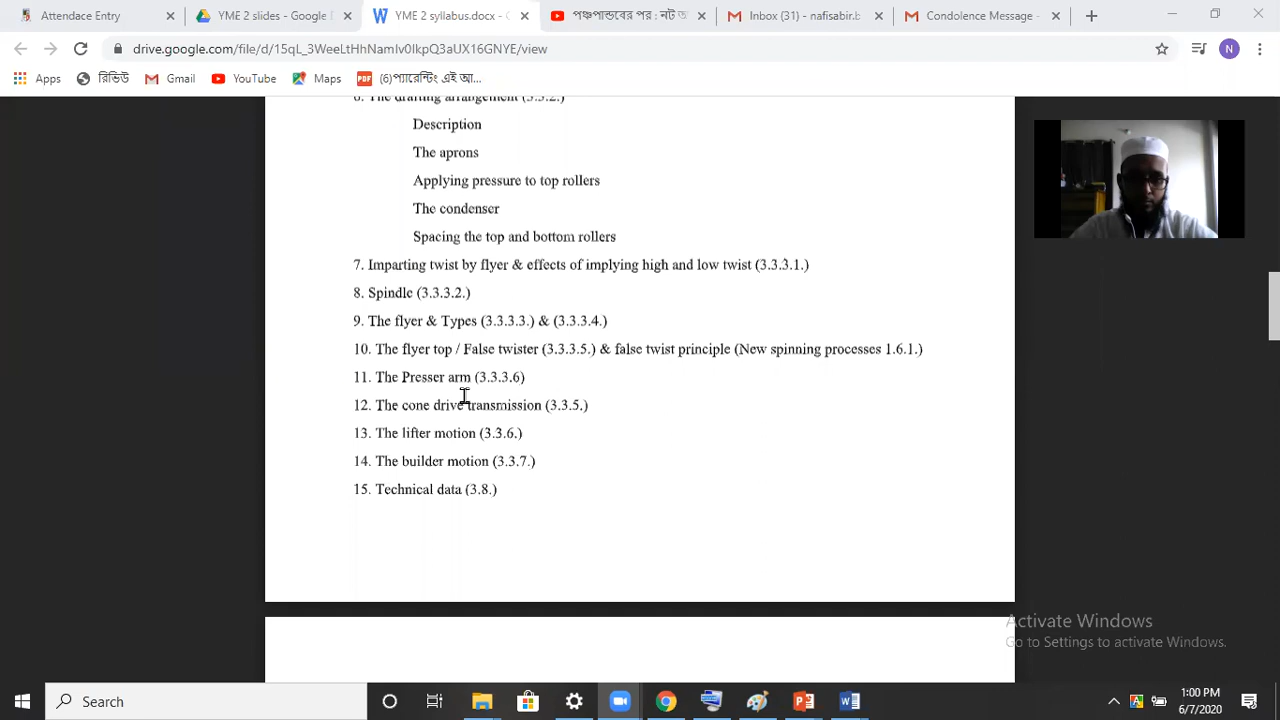 Attendace Entry
YME 2 slides - Google D
YME 2 syllabus.docx - G
পঞ্চপান্ডবের পর : নট অ
Inbox (31) - nafisabir.b
Condolence Message -
drive.google.com/file/d/15qL_3WeeLtHhNamIv0IkpQ3aUX16GNYE/view
N
Apps
রিভিউ
Gmail
YouTube
Maps
PDF
(6)প্যারেন্টিং এই আ...
6. The drafting arrangement (3.3.2.)
Description
The aprons
Applying pressure to top rollers
The condenser
Spacing the top and bottom rollers
7. Imparting twist by flyer & effects of implying high and low twist (3.3.3.1.)
8. Spindle (3.3.3.2.)
9. The flyer & Types (3.3.3.3.) & (3.3.3.4.)
10. The flyer top / False twister (3.3.3.5.) & false twist principle (New spinning processes 1.6.1.)
11. The Presser arm (3.3.3.6)
12. The cone drive transmission (3.3.5.)
13. The lifter motion (3.3.6.)
14. The builder motion (3.3.7.)
15. Technical data (3.8.)
Activate Windows
Go to Settings to activate Windows.
Search
1:00 PM
6/7/2020